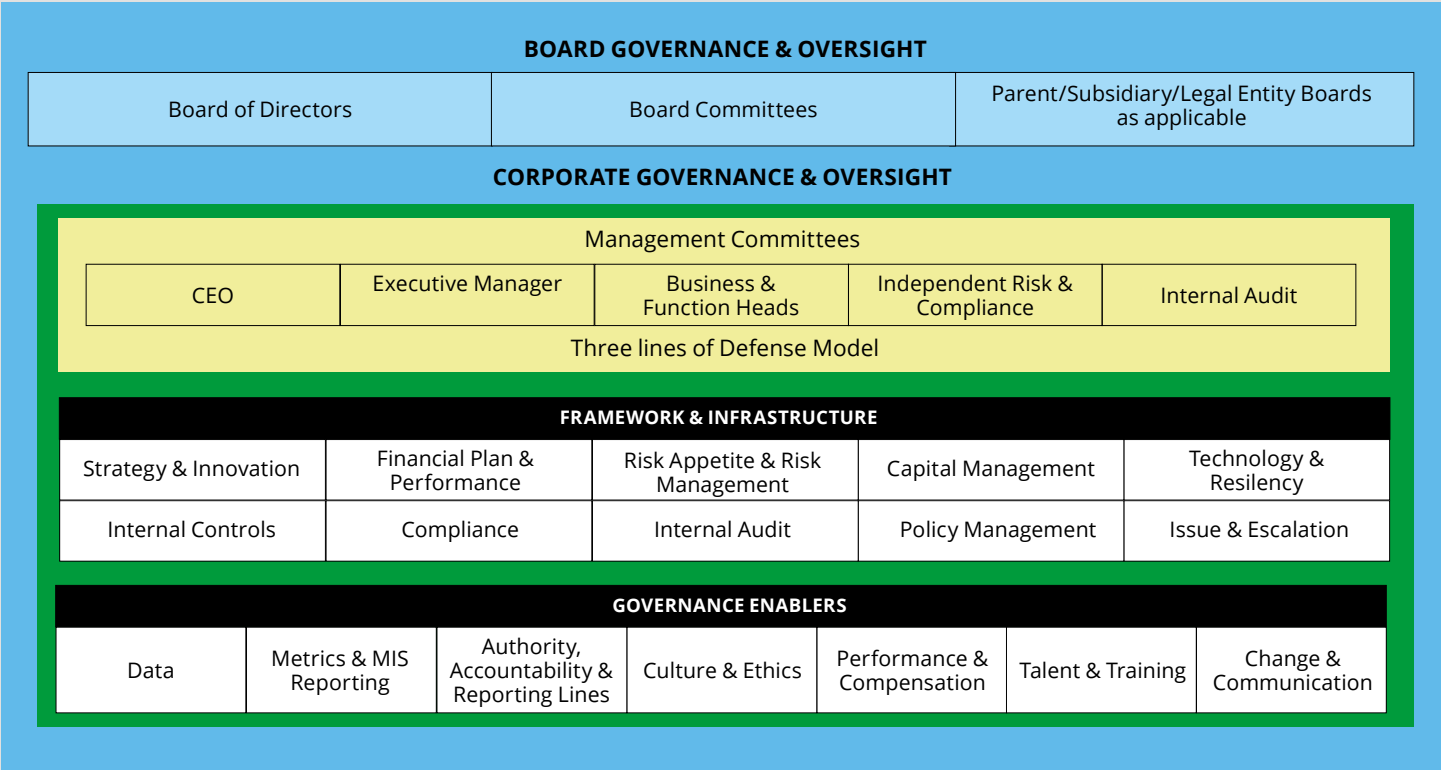 BOARD GOVERNANCE & OVERSIGHT
Board of Directors
Board Committees
Parent/Subsidiary/Legal Entity Boards
as applicable
CORPORATE GOVERNANCE & OVERSIGHT
Management Committees
CEO
Executive Manager
Business &
Function Heads
Independent Risk &
Compliance
Internal Audit
Three lines of Defense Model
FRAMEWORK & INFRASTRUCTURE
Strategy & Innovation
Financial Plan &
Performance
Risk Appetite & Risk
Management
Capital Management
Technology &
Resilency
Internal Controls
Compliance
Internal Audit
Policy Management
Issue & Escalation
GOVERNANCE ENABLERS
Data
Metrics & MIS
Reporting
Authority,
Accountability &
Reporting Lines
Culture & Ethics
Performance &
Compensation
Talent & Training
Change &
Communication